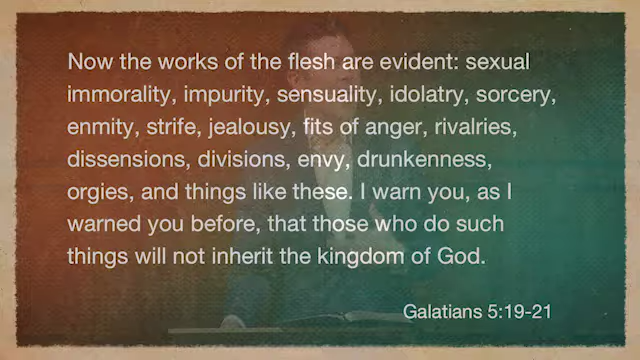 Now the works of the flesh are evident: sexual
immorality, impurity, sensuality, idolatry, sorcery,
enmity, strife, jealousy, fits of anger, rivalries,
dissensions, divisions, envy, drunkenness,
orgies, and things like these. I warn you, as I
warned you before, that those who do such
things will not inherit the kingdom of God.
Galatians 5:19-21